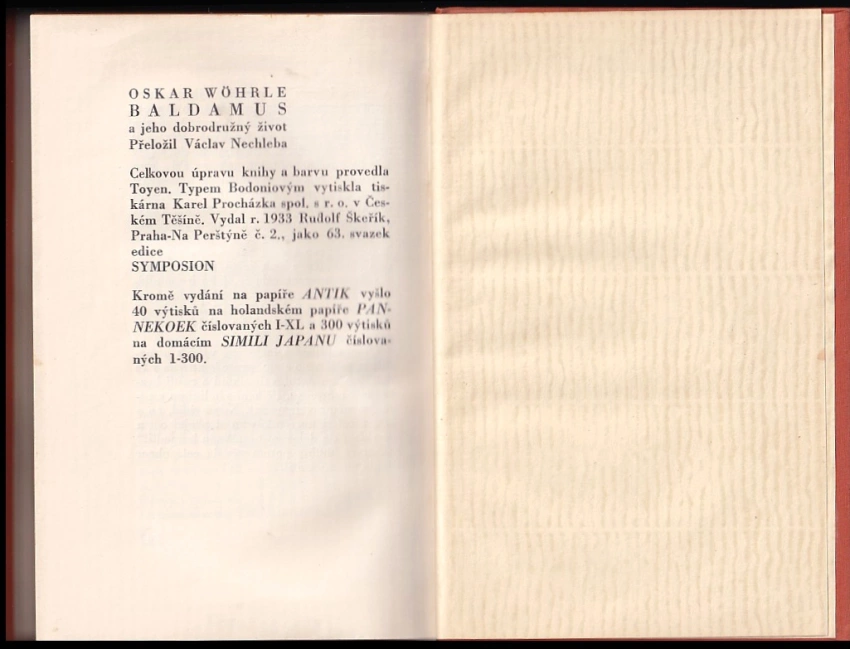 OSKAR WÖHRLE
BALDAMUS
a jeho dobrodružný život
Přeložil Václav Nechleba
Celkovou úpravu knihy a barvu provedla
Toyen. Typem Bodoniovým vytiskla tis-
kárna Karel Procházka spol. s r. o. v Čes-
kém Těšíně. Vydal r. 1933 Rudolf Škeřík,
Praha-Na Perštýně č. 2., jako 63. svazek
edice
SYMPOSION
Kromě vydání na papíře ANTIK vyšlo
40 výtisků na holandském papíře PAN-
NEKOEK číslovaných I-XL a 300 výtisků
na domácím SIMILI JAPANU číslova-
ných 1-300.